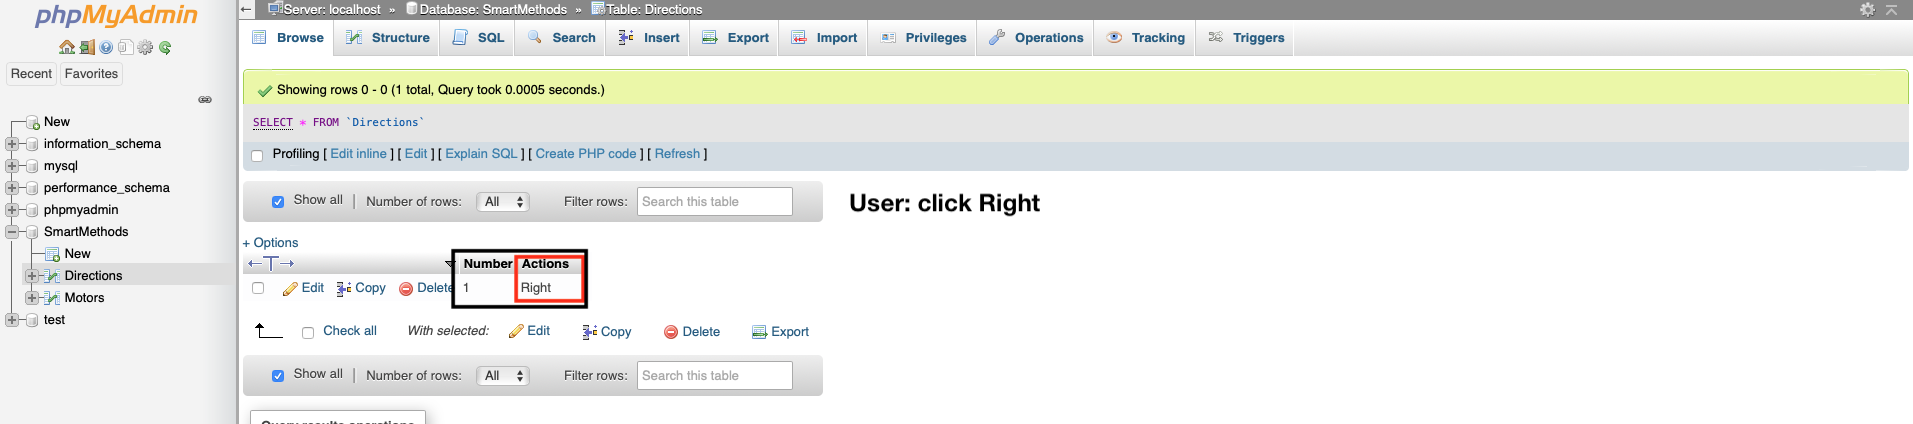 phpMyAdmin
Recent Favorites
New
information_schema
mysql
performance_schema
phpmyadmin
SmartMethods
New
Directions
Motors
test
Server: localhost » Database: SmartMethods » Table: Directions
Browse Structure SQL Search Insert Export Import Privileges Operations Tracking Triggers
Showing rows 0 - 0 (1 total, Query took 0.0005 seconds.)
SELECT * FROM `Directions`
Profiling [ Edit inline ] [ Edit ] [ Explain SQL ] [ Create PHP code ] [ Refresh ]
Show all | Number of rows: All Filter rows: Search this table
User: click Right
+ Options
←T→ Number Actions
Edit Copy Delete 1 Right
Check all With selected: Edit Copy Delete Export
Show all | Number of rows: All Filter rows: Search this table
Query results operations